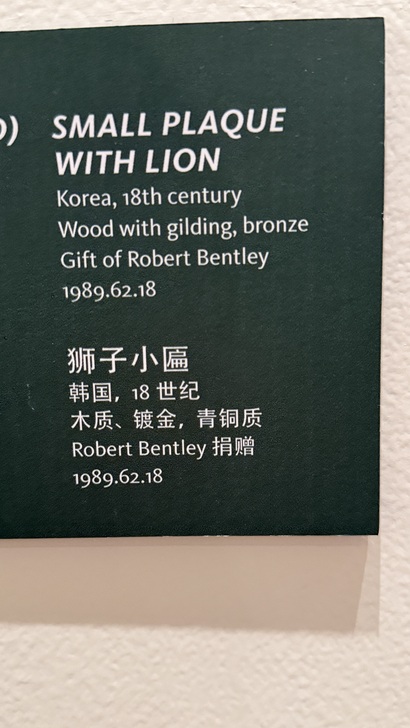 SMALL PLAQUE
WITH LION
Korea, 18th century
Wood with gilding, bronze
Gift of Robert Bentley
1989.62.18
狮子小匾
韩国，18 世纪
木质、镀金，青铜质
Robert Bentley 捐赠
1989.62.18